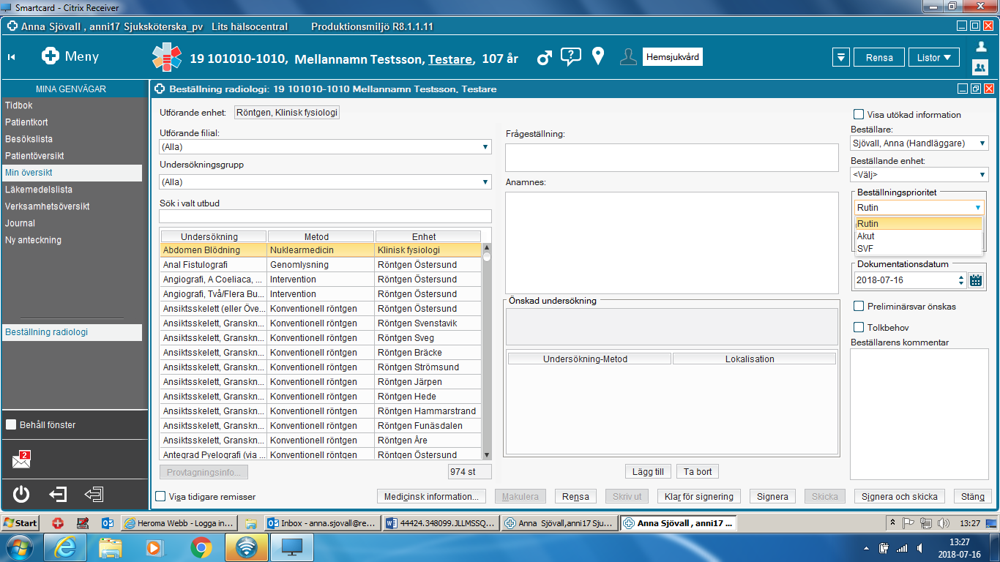 Smartcard - Citrix Receiver
Anna Sjövall , anni17 Sjuksköterska_pv Lits hälsocentral Produktionsmiljö R8.1.1.11
Meny
19 101010-1010, Mellannamn Testsson, Testare, 107 år
Hemsjukvård
Rensa
Listor
MINA GENVÄGAR
Tidbok
Patientkort
Besökslista
Patientöversikt
Min översikt
Läkemedelslista
Verksamhetsöversikt
Journal
Ny anteckning
Beställning radiologi
Behåll fönster
2
Beställning radiologi: 19 101010-1010 Mellannamn Testsson, Testare
Utförande enhet: Röntgen, Klinisk fysiologi
Utförande filial:
(Alla)
Undersökningsgrupp
(Alla)
Sök i valt utbud
Undersökning Metod Enhet
Abdomen Blödning Nuklearmedicin Klinisk fysiologi
Anal Fistulografi Genomlysning Röntgen Östersund
Angiografi, A Coeliaca, ... Intervention Röntgen Östersund
Angiografi, Två/Flera Bu... Intervention Röntgen Östersund
Ansiktsskelett (eller Öve... Konventionell röntgen Röntgen Östersund
Ansiktsskelett, Granskn... Konventionell röntgen Röntgen Svenstavik
Ansiktsskelett, Granskn... Konventionell röntgen Röntgen Sveg
Ansiktsskelett, Granskn... Konventionell röntgen Röntgen Bräcke
Ansiktsskelett, Granskn... Konventionell röntgen Röntgen Strömsund
Ansiktsskelett, Granskn... Konventionell röntgen Röntgen Järpen
Ansiktsskelett, Granskn... Konventionell röntgen Röntgen Hede
Ansiktsskelett, Granskn... Konventionell röntgen Röntgen Hammarstrand
Ansiktsskelett, Granskn... Konventionell röntgen Röntgen Funäsdalen
Ansiktsskelett, Granskn... Konventionell röntgen Röntgen Åre
Antegrad Pyelografi (via ... Konventionell röntgen Röntgen Östersund
Provtagningsinfo...
974 st
Visa tidigare remisser
Frågeställning:
Anamnes:
Önskad undersökning
Undersökning-Metod Lokalisation
Lägg till
Ta bort
Visa utökad information
Beställare:
Sjövall, Anna (Handläggare)
Beställande enhet:
<Välj>
Beställningsprioritet
Rutin
Rutin
Akut
SVF
Dokumentationsdatum
2018-07-16
Preliminärsvar önskas
Tolkbehov
Beställarens kommentar
Medicinsk information... Makulera Rensa Skriv ut Klar för signering Signera Skicka Signera och skicka Stäng
Start Heroma Webb - Logga in... Inbox - anna.sjovall@re... 44424.348099.JLLMSSQ... Anna Sjövall,anni17 Sju... Anna Sjövall , anni17 ... 13:27
13:27
2018-07-16